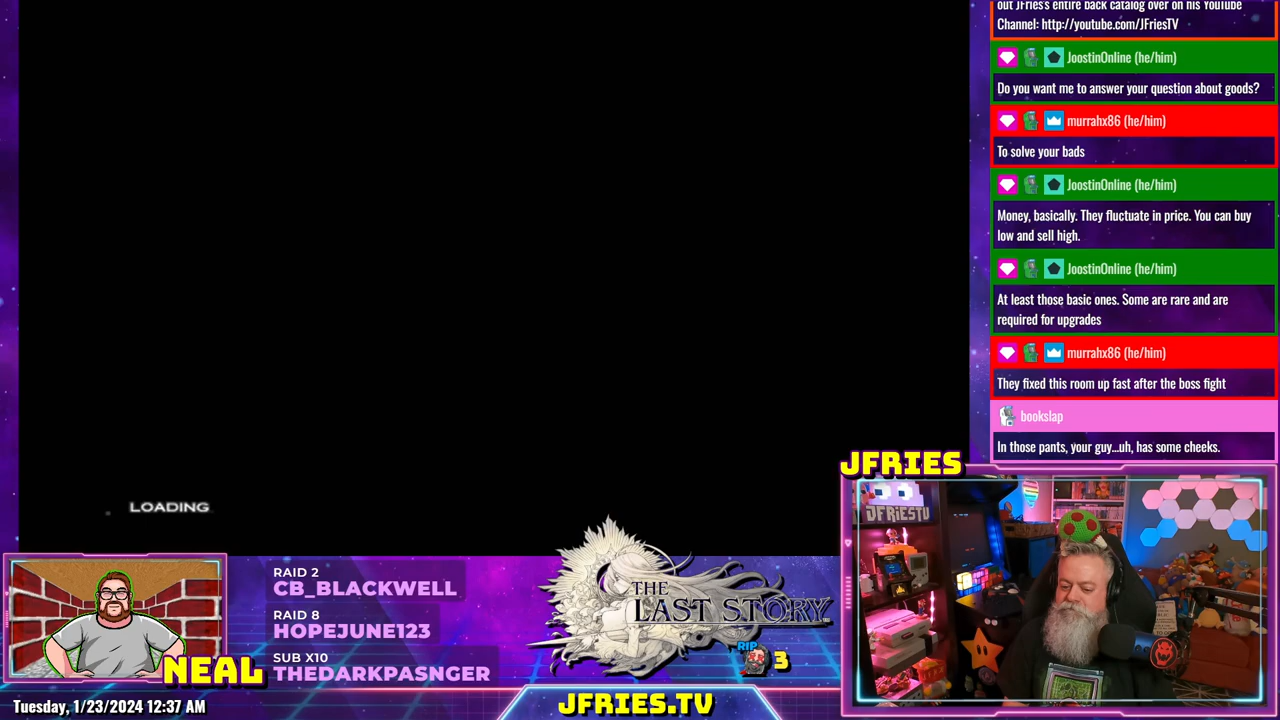 out JFries's entire back catalog over on his YouTube
Channel: http://youtube.com/JFriesTV
JoostinOnline (he/him)
Do you want me to answer your question about goods?
murrahx86 (he/him)
To solve your bads
JoostinOnline (he/him)
Money, basically. They fluctuate in price. You can buy
low and sell high.
JoostinOnline (he/him)
At least those basic ones. Some are rare and are
required for upgrades
murrahx86 (he/him)
They fixed this room up fast after the boss fight
bookslap
In those pants, your guy...uh, has some cheeks.
LOADING
JFRIES
JFRIESTV
RAID 2
CB_BLACKWELL
RAID 8
HOPEJUNE123
SUB X10
THEDARKPASNGER
THE
LAST STORY
RIP
3
NEAL
JFRIES.TV
Tuesday, 1/23/2024 12:37 AM